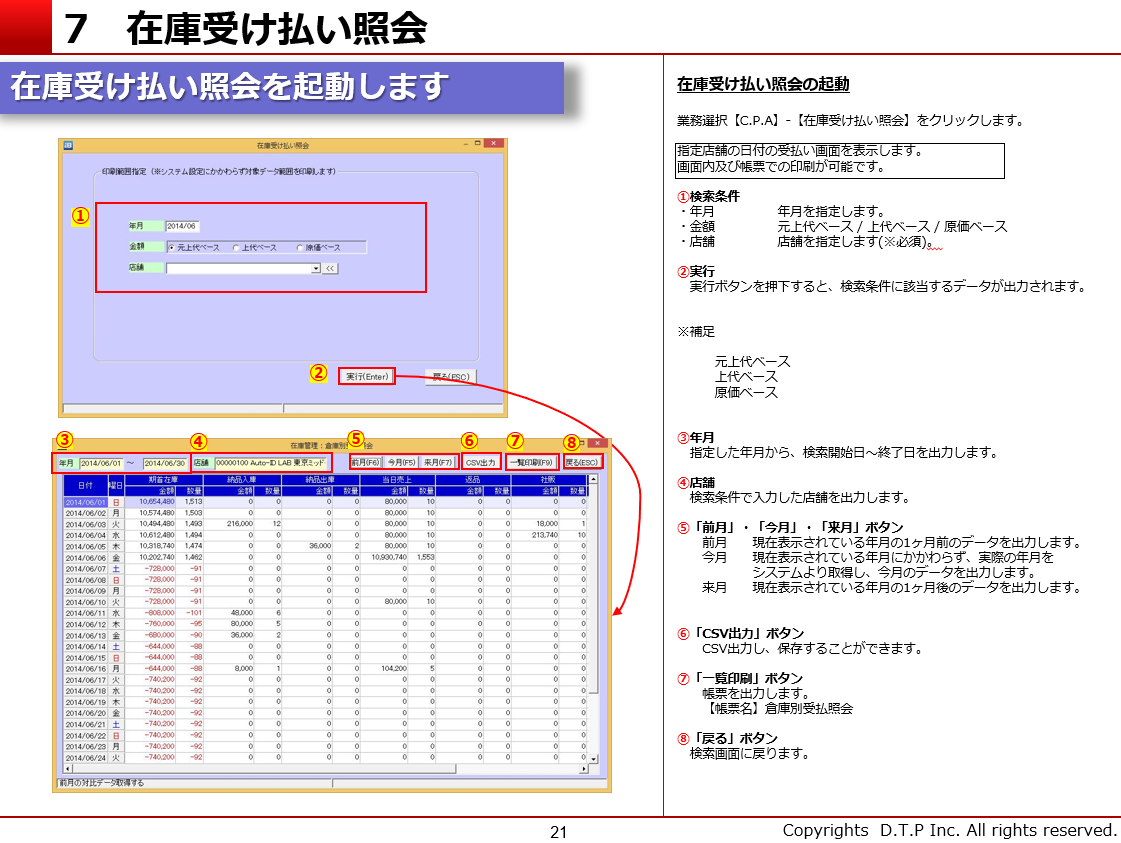 7 在庫受け払い照会
在庫受け払い照会を起動します
在庫受け払い照会
印刷範囲指定 (※システム設定にかかわらず対象データ範囲を印刷します)
①
年月 2014/06
金額 元上代ベース 上代ベース 原価ベース
店舗 <<
② 実行(Enter) 戻る(ESC)
③ ④ ⑤ ⑥ ⑦ ⑧
在庫管理:倉庫別
年月 2014/06/01 ～ 2014/06/30 店舗 00000100 Auto-ID LAB 東京ミッド 前月(F6) 今月(F5) 来月(F7) CSV出力 一覧印刷(F9) 戻る(ESC)
日付 曜日 期首在庫 納品入庫 納品出庫 当日売上 返品 社販
金額 数量 金額 数量 金額 数量 金額 数量 金額 数量 金額 数量
2014/06/01 日 10,654,480 1,513 0 0 0 0 80,000 10 0 0 0 0
2014/06/02 月 10,574,480 1,503 0 0 0 0 80,000 10 0 0 0 0
2014/06/03 火 10,494,480 1,493 216,000 12 0 0 80,000 10 0 0 18,000 1
2014/06/04 水 10,612,480 1,494 0 0 0 0 80,000 10 0 0 213,740 10
2014/06/05 木 10,318,740 1,474 0 0 36,000 2 80,000 10 0 0 0 0
2014/06/06 金 10,202,740 1,462 0 0 0 0 10,930,740 1,553 0 0 0 0
2014/06/07 土 -728,000 -91 0 0 0 0 0 0 0 0 0 0
2014/06/08 日 -728,000 -91 0 0 0 0 0 0 0 0 0 0
2014/06/09 月 -728,000 -91 0 0 0 0 0 0 0 0 0 0
2014/06/10 火 -728,000 -91 0 0 0 0 80,000 10 0 0 0 0
2014/06/11 水 -808,000 -101 48,000 6 0 0 0 0 0 0 0 0
2014/06/12 木 -760,000 -95 80,000 5 0 0 0 0 0 0 0 0
2014/06/13 金 -680,000 -90 36,000 2 0 0 0 0 0 0 0 0
2014/06/14 土 -644,000 -88 0 0 0 0 0 0 0 0 0 0
2014/06/15 日 -644,000 -88 0 0 0 0 0 0 0 0 0 0
2014/06/16 月 -644,000 -88 8,000 1 0 0 104,200 5 0 0 0 0
2014/06/17 火 -740,200 -92 0 0 0 0 0 0 0 0 0 0
2014/06/18 水 -740,200 -92 0 0 0 0 0 0 0 0 0 0
2014/06/19 木 -740,200 -92 0 0 0 0 0 0 0 0 0 0
2014/06/20 金 -740,200 -92 0 0 0 0 0 0 0 0 0 0
2014/06/21 土 -740,200 -92 0 0 0 0 0 0 0 0 0 0
2014/06/22 日 -740,200 -92 0 0 0 0 0 0 0 0 0 0
2014/06/23 月 -740,200 -92 0 0 0 0 0 0 0 0 0 0
2014/06/24 火 -740,200 -92 0 0 0 0 0 0 0 0 0 0
前月の対比データ取得する
在庫受け払い照会の起動
業務選択【C.P.A】-【在庫受け払い照会】をクリックします。
指定店舗の日付の受払い画面を表示します。
画面内及び帳票での印刷が可能です。
①検索条件
・年月 年月を指定します。
・金額 元上代ベース / 上代ベース / 原価ベース
・店舗 店舗を指定します(※必須)。
②実行
実行ボタンを押下すると、検索条件に該当するデータが出力されます。
※補足
元上代ベース
上代ベース
原価ベース
③年月
指定した年月から、検索開始日～終了日を出力します。
④店舗
検索条件で入力した店舗を出力します。
⑤「前月」・「今月」・「来月」ボタン
前月 現在表示されている年月の1ヶ月前のデータを出力します。
今月 現在表示されている年月にかかわらず、実際の年月を
システムより取得し、今月のデータを出力します。
来月 現在表示されている年月の1ヶ月後のデータを出力します。
⑥「CSV出力」ボタン
CSV出力し、保存することができます。
⑦「一覧印刷」ボタン
帳票を出力します。
【帳票名】倉庫別受払照会
⑧「戻る」ボタン
検索画面に戻ります。
21
Copyrights D.T.P Inc. All rights reserved.